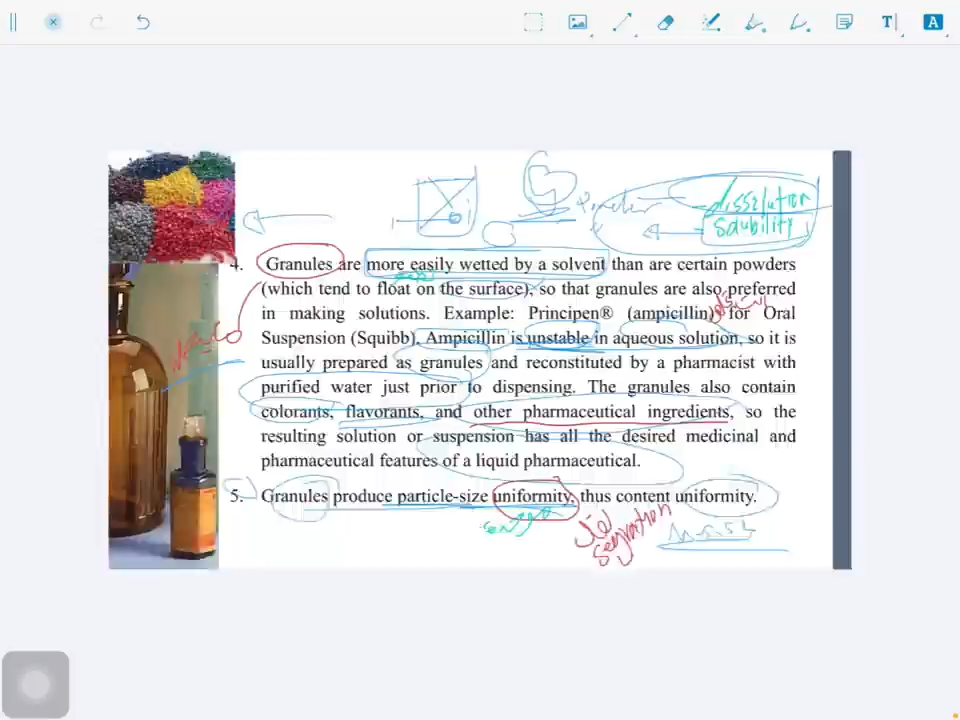 T
A
dissolution
solubility
Powder
4. Granules are more easily wetted by a solvent than are certain powders
(which tend to float on the surface), so that granules are also preferred
in making solutions. Example: Principen® (ampicillin) for Oral
Suspension (Squibb), Ampicillin is unstable in aqueous solution, so it is
usually prepared as granules and reconstituted by a pharmacist with
purified water just prior to dispensing. The granules also contain
colorants, flavorants, and other pharmaceutical ingredients, so the
resulting solution or suspension has all the desired medicinal and
pharmaceutical features of a liquid pharmaceutical.
5. Granules produce particle-size uniformity, thus content uniformity.